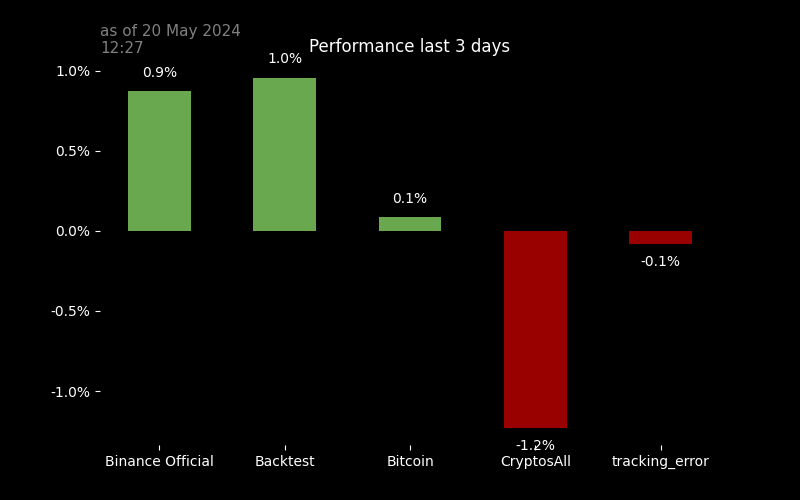 as of 20 May 2024
12:27
Performance last 3 days
1.0%
0.5%
0.0%
-0.5%
-1.0%
0.9%
1.0%
0.1%
-1.2%
-0.1%
Binance Official
Backtest
Bitcoin
CryptosAll
tracking_error